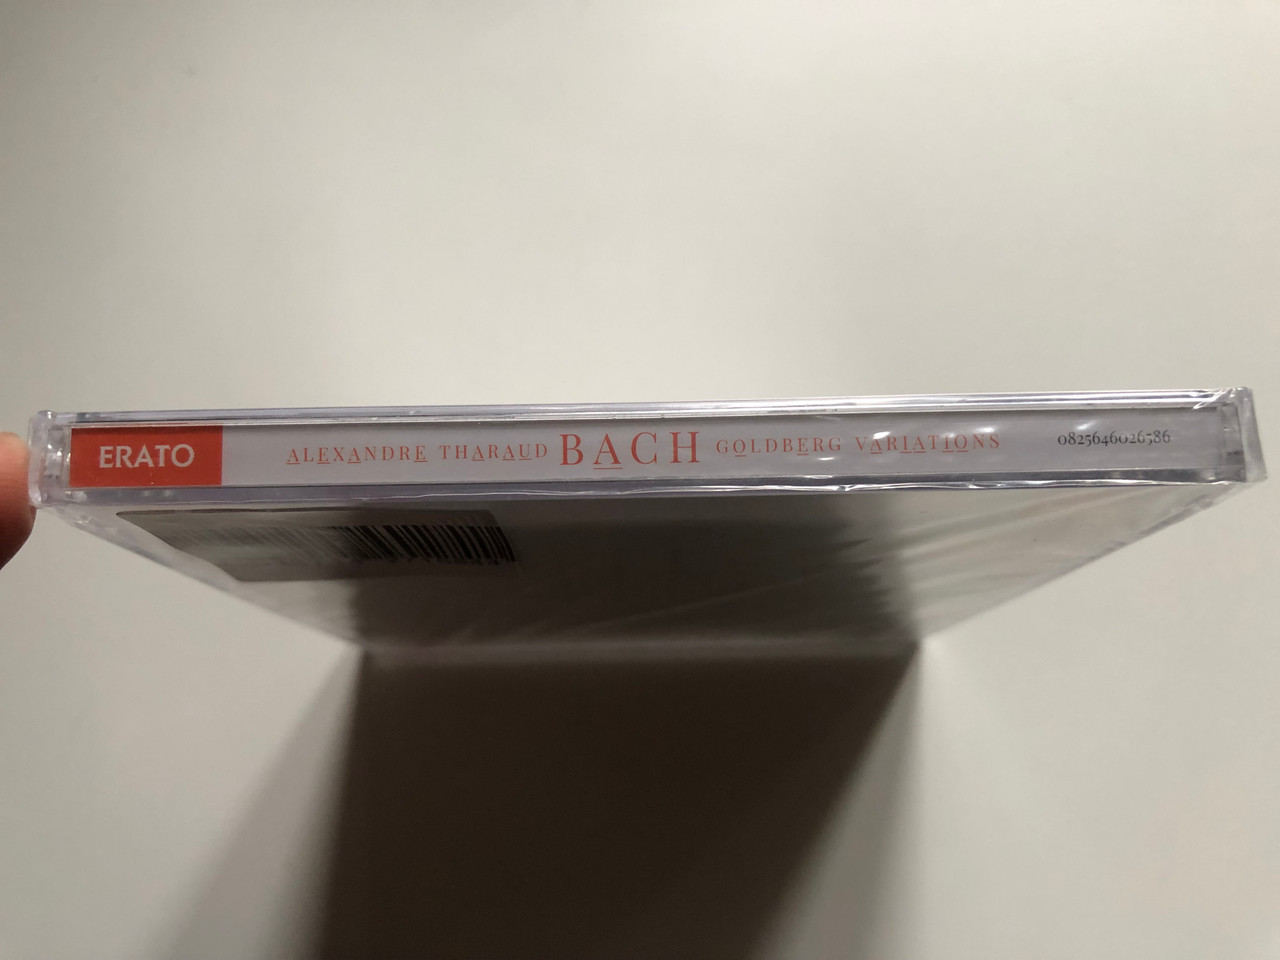 ERATO ALEXANDRE THARAUD BACH GOLDBERG VARIATIONS 0825646026586